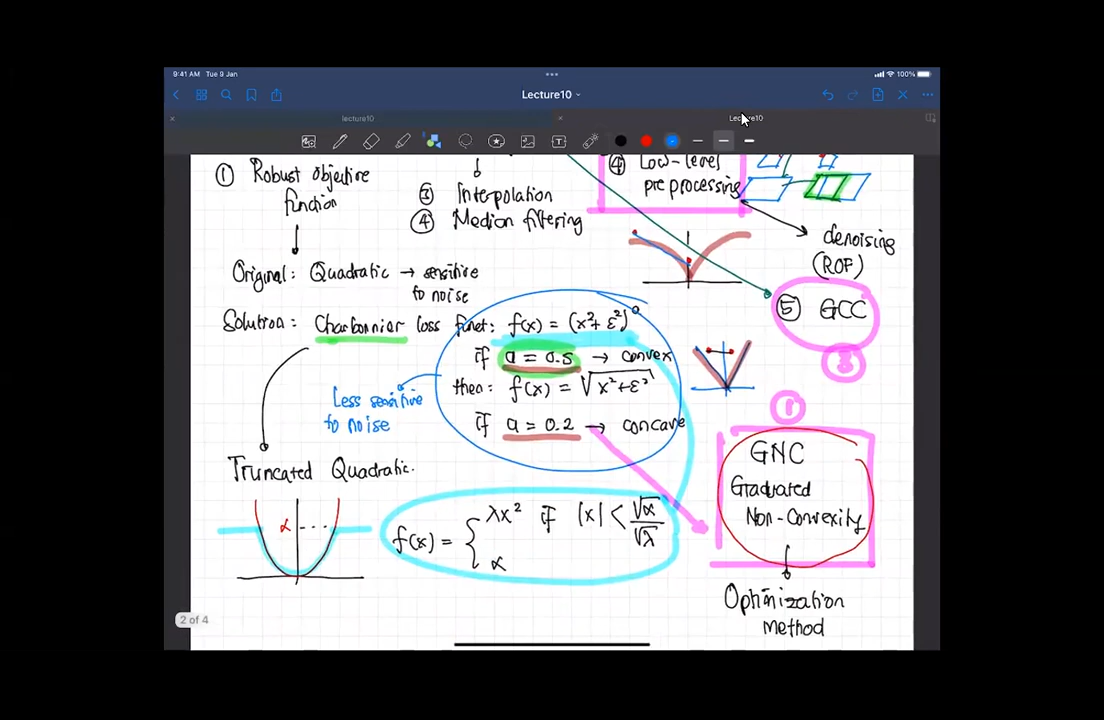 9:41 AM Tue 9 Jan
100%
Lecture10
lecture10
Lecture10
① Robust objective
function
③ Interpolation
④ Median filtering
④ Low-level
preprocessing
denoising
(ROF)
Original: Quadratic → sensitive
to noise
⑤ GCC
③
Solution: Charbonnier loss funct: f(x) = (x²+ε²)ᵃ
if a = 0.5 → convex
then: f(x) = √x²+ε²
if a = 0.2 → concave
Less sensitive
to noise
①
GNC
Graduated
Non-Convexity
Optimization
method
Truncated Quadratic.
α
f(x) = { λx² if |x| < √α/√λ
α
2 of 4